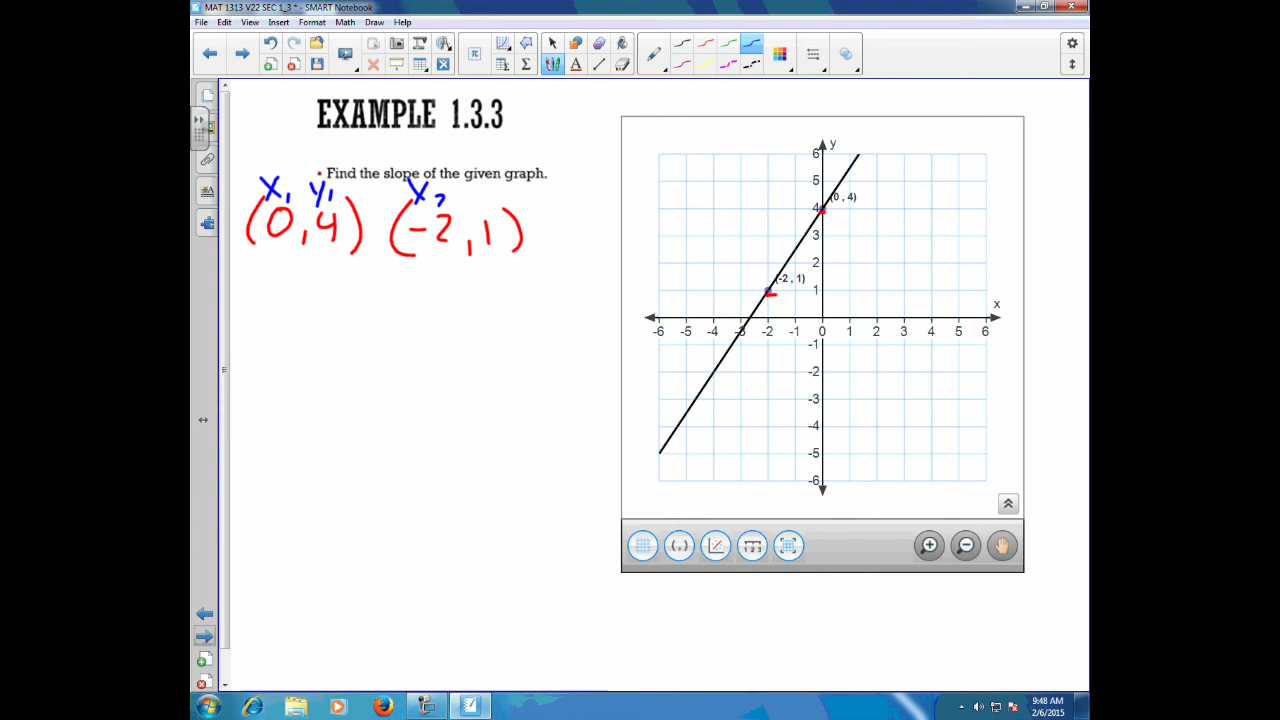 MAT 1313 V22 SEC 1_3 * - SMART Notebook
File Edit View Insert Format Math Draw Help
EXAMPLE 1.3.3
▪ Find the slope of the given graph.
x₁ y₁ x₂
(0,4) (-2,1)
y
6
5
(0 , 4)
4
3
2
(-2 , 1)
1
x
-6 -5 -4 -3 -2 -1 0 1 2 3 4 5 6
-1
-2
-3
-4
-5
-6
( , )
1 2 3
9:48 AM
2/6/2015